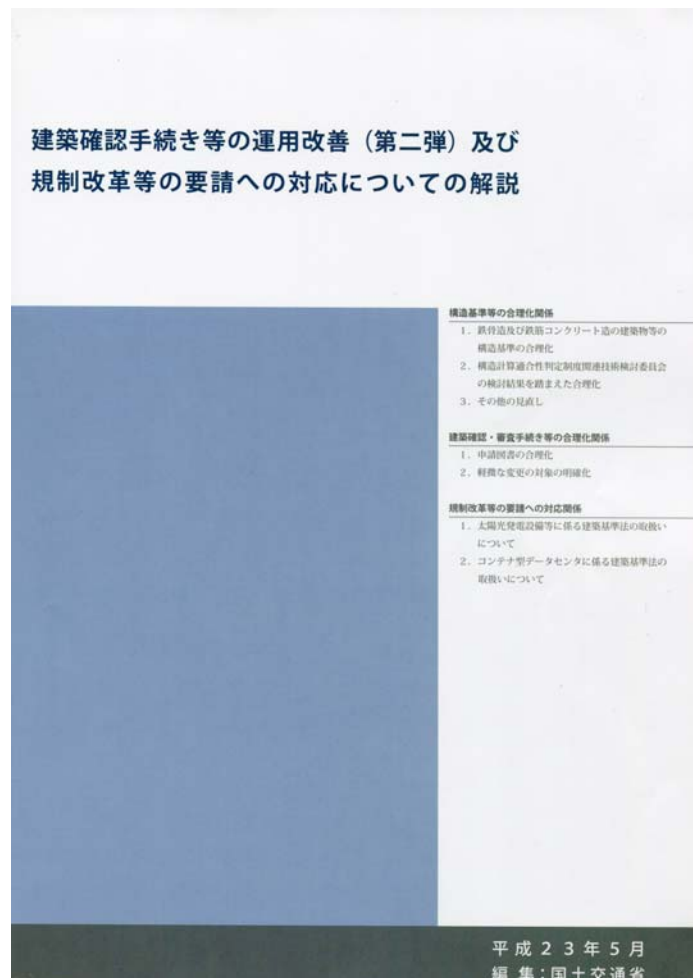 建築確認手続き等の運用改善（第二弾）及び
規制改革等の要請への対応についての解説
構造基準等の合理化関係
1．鉄骨造及び鉄筋コンクリート造の建築物等の
構造基準の合理化
2．構造計算適合性判定制度関連技術検討委員会
の検討結果を踏まえた合理化
3．その他の見直し
建築確認・審査手続き等の合理化関係
1．申請図書の合理化
2．軽微な変更の対象の明確化
規制改革等の要請への対応関係
1．太陽光発電設備等に係る建築基準法の取扱い
について
2．コンテナ型データセンタに係る建築基準法の
取扱いについて
平成23年5月
編集：国土交通省